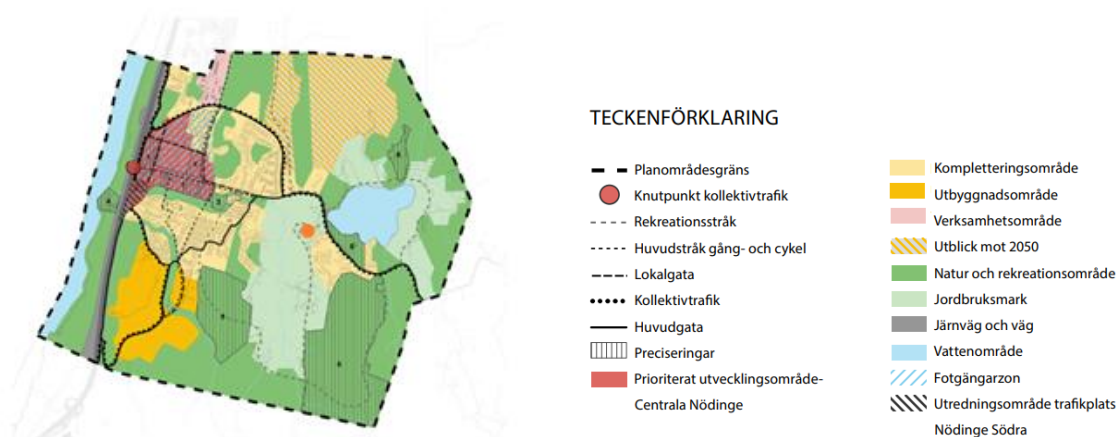 TECKENFÖRKLARING
Planområdesgräns
Knutpunkt kollektivtrafik
Rekreationsstråk
Huvudstråk gång- och cykel
Lokalgata
Kollektivtrafik
Huvudgata
Preciseringar
Prioriterat utvecklingsområde-
Centrala Nödinge
Kompletteringsområde
Utbyggnadsområde
Verksamhetsområde
Utblick mot 2050
Natur och rekreationsområde
Jordbruksmark
Järnväg och väg
Vattenområde
Fotgängarzon
Utredningsområde trafikplats
Nödinge Södra